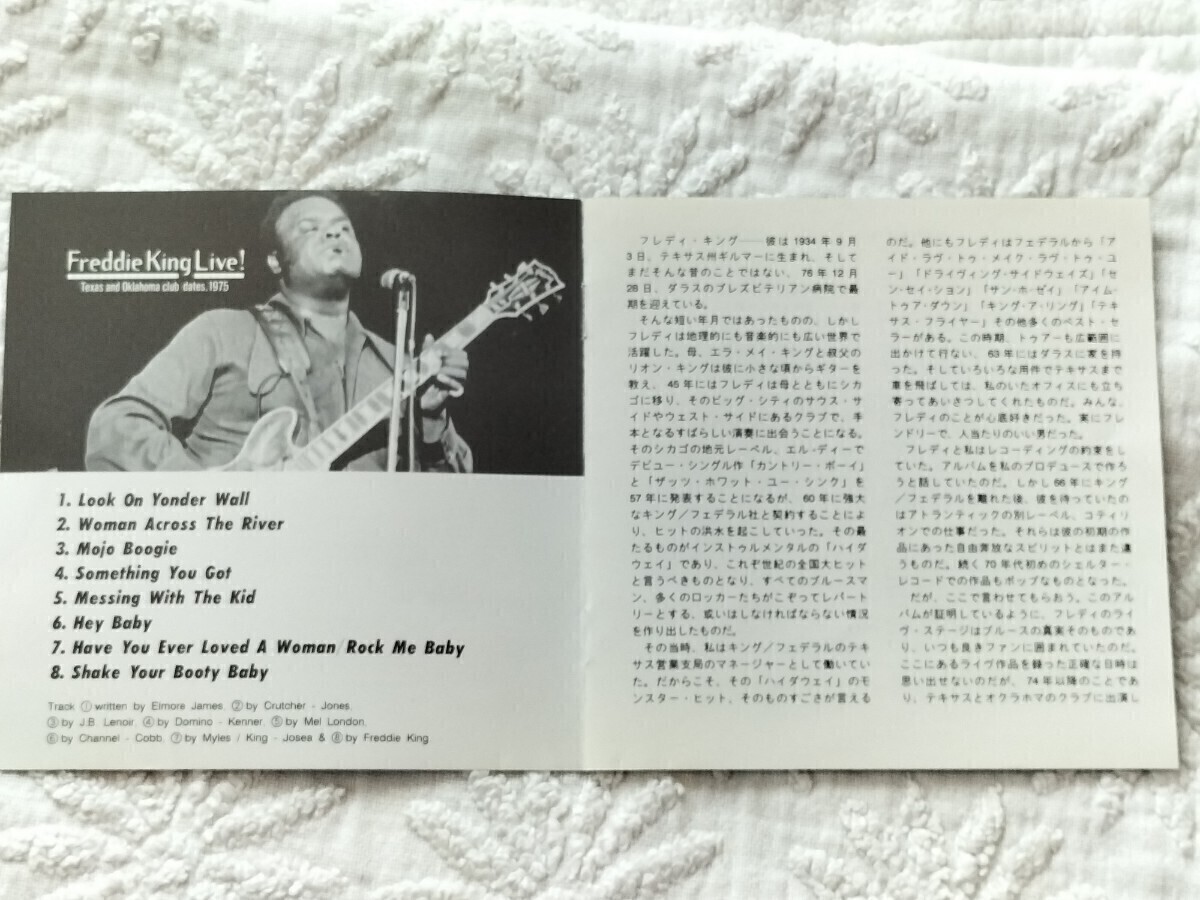 Freddie King Live!
Texas and Oklahoma club dates, 1975
1. Look On Yonder Wall
2. Woman Across The River
3. Mojo Boogie
4. Something You Got
5. Messing With The Kid
6. Hey Baby
7. Have You Ever Loved A Woman/Rock Me Baby
8. Shake Your Booty Baby
Track ① written by Elmore James, ② by Crutcher - Jones,
③ by J.B. Lenoir, ④ by Domino - Kenner, ⑤ by Mel London,
⑥ by Channel - Cobb, ⑦ by Myles / King - Josea & ⑧ by Freddie King
フレディ・キング──彼は1934年9月
3日、テキサス州ギルマーに生まれ、そして
まだそんな昔のことではない、76年12月
28日、ダラスのプレズビテリアン病院で最
期を迎えている。
そんな短い年月ではあったものの、しかし
フレディは地理的にも音楽的にも広い世界で
活躍した。母、エラ・メイ・キングと叔父の
リオン・キングは彼に小さな頃からギターを
教え、45年にはフレディは母とともにシカ
ゴに移り、そのビッグ・シティのサウス・サ
イドやウェスト・サイドにあるクラブで、手
本となるすばらしい演奏に出会うことになる。
そのシカゴの地元レーベル、エル-ディーで
デビュー・シングル作「カントリー・ボーイ」
と「ザッツ・ホワット・ユー・シンク」を
57年に発表することになるが、60年に強大
なキング／フェデラル社と契約することによ
り、ヒットの洪水を起こしていった。その最
たるものがインストゥルメンタルの「ハイダ
ウェイ」であり、これぞ世紀の全国大ヒット
と言うべきものとなり、すべてのブルースマ
ン、多くのロッカーたちがこぞってレパート
リーとする、或いはしなければならない情況
を作り出したものだ。
その当時、私はキング／フェデラルのテキ
サス営業支局のマネージャーとして働いてい
た。だからこそ、その「ハイダウェイ」のモ
ンスター・ヒット、そのものすごさが言える
のだ。他にもフレディはフェデラルから「ア
イド・ラヴ・トゥ・メイク・ラヴ・トゥ・ユ
ー」「ドライヴィング・サイドウェイズ」「セ
ン・セイ・ション」「サン-ホ-ゼイ」「アイム・
トゥア・ダウン」「キング・ア・リング」「テキ
サス・フライヤー」その他多くのベスト・セ
ラーがある。この時期、トゥアーも広範囲に
出かけて行ない、63年にはダラスに家を持
った。そしていろいろな用件でテキサスまで
車を飛ばしては、私のいたオフィスにも立ち
寄ってあいさつしてくれたものだ。みんな、
フレディのことが心底好きだった。実にフレ
ンドリーで、人当たりのいい男だった。
フレディと私はレコーディングの約束をし
ていた。アルバムを私のプロデュースで作ろ
うと話していたのだ。しかし66年にキング
／フェデラルを離れた後、彼を待っていたの
はアトランティックの別レーベル、コティリ
オンでの仕事だった。それらは彼の初期の作
品にあった自由奔放なスピリットとはまた違
うものだ。続く70年代初めのシェルター・
レコードでの作品もポップなものとなった。
だが、ここで言わせてもらおう。このアル
バムが証明しているように、フレディのライ
ヴ・ステージはブルースの真実そのものであ
り、いつも良きファンに囲まれていたのだ。
ここにあるライヴ作品を録った正確な日時は
思い出せないのだが、74年以降のことであ
り、テキサスとオクラホマのクラブに出演し